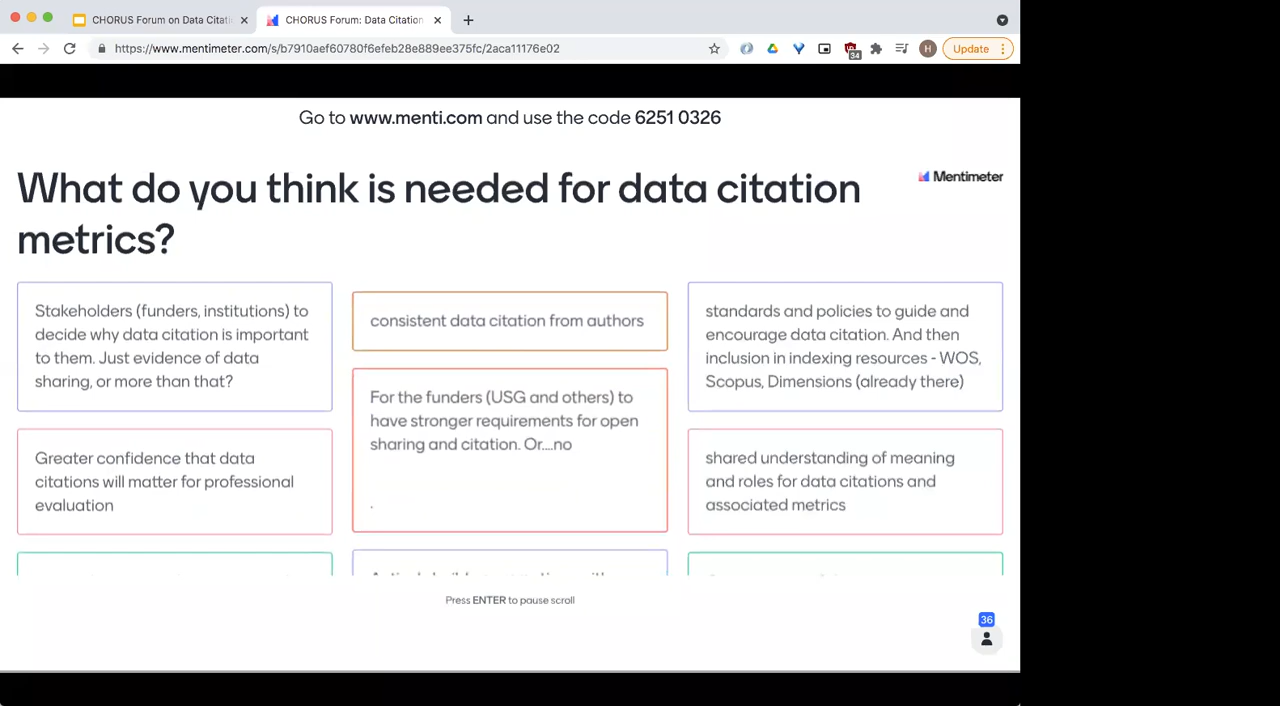 CHORUS Forum on Data Citati
CHORUS Forum: Data Citation
https://www.mentimeter.com/s/b7910aef60780f6efeb28e889ee375fc/2aca11176e02
34
H
Update
Go to www.menti.com and use the code 6251 0326
What do you think is needed for data citation
metrics?
Mentimeter
Stakeholders (funders, institutions) to
decide why data citation is important
to them. Just evidence of data
sharing, or more than that?
Greater confidence that data
citations will matter for professional
evaluation
consistent data citation from authors
For the funders (USG and others) to
have stronger requirements for open
sharing and citation. Or....no
.
standards and policies to guide and
encourage data citation. And then
inclusion in indexing resources - WOS,
Scopus, Dimensions (already there)
shared understanding of meaning
and roles for data citations and
associated metrics
Press ENTER to pause scroll
36